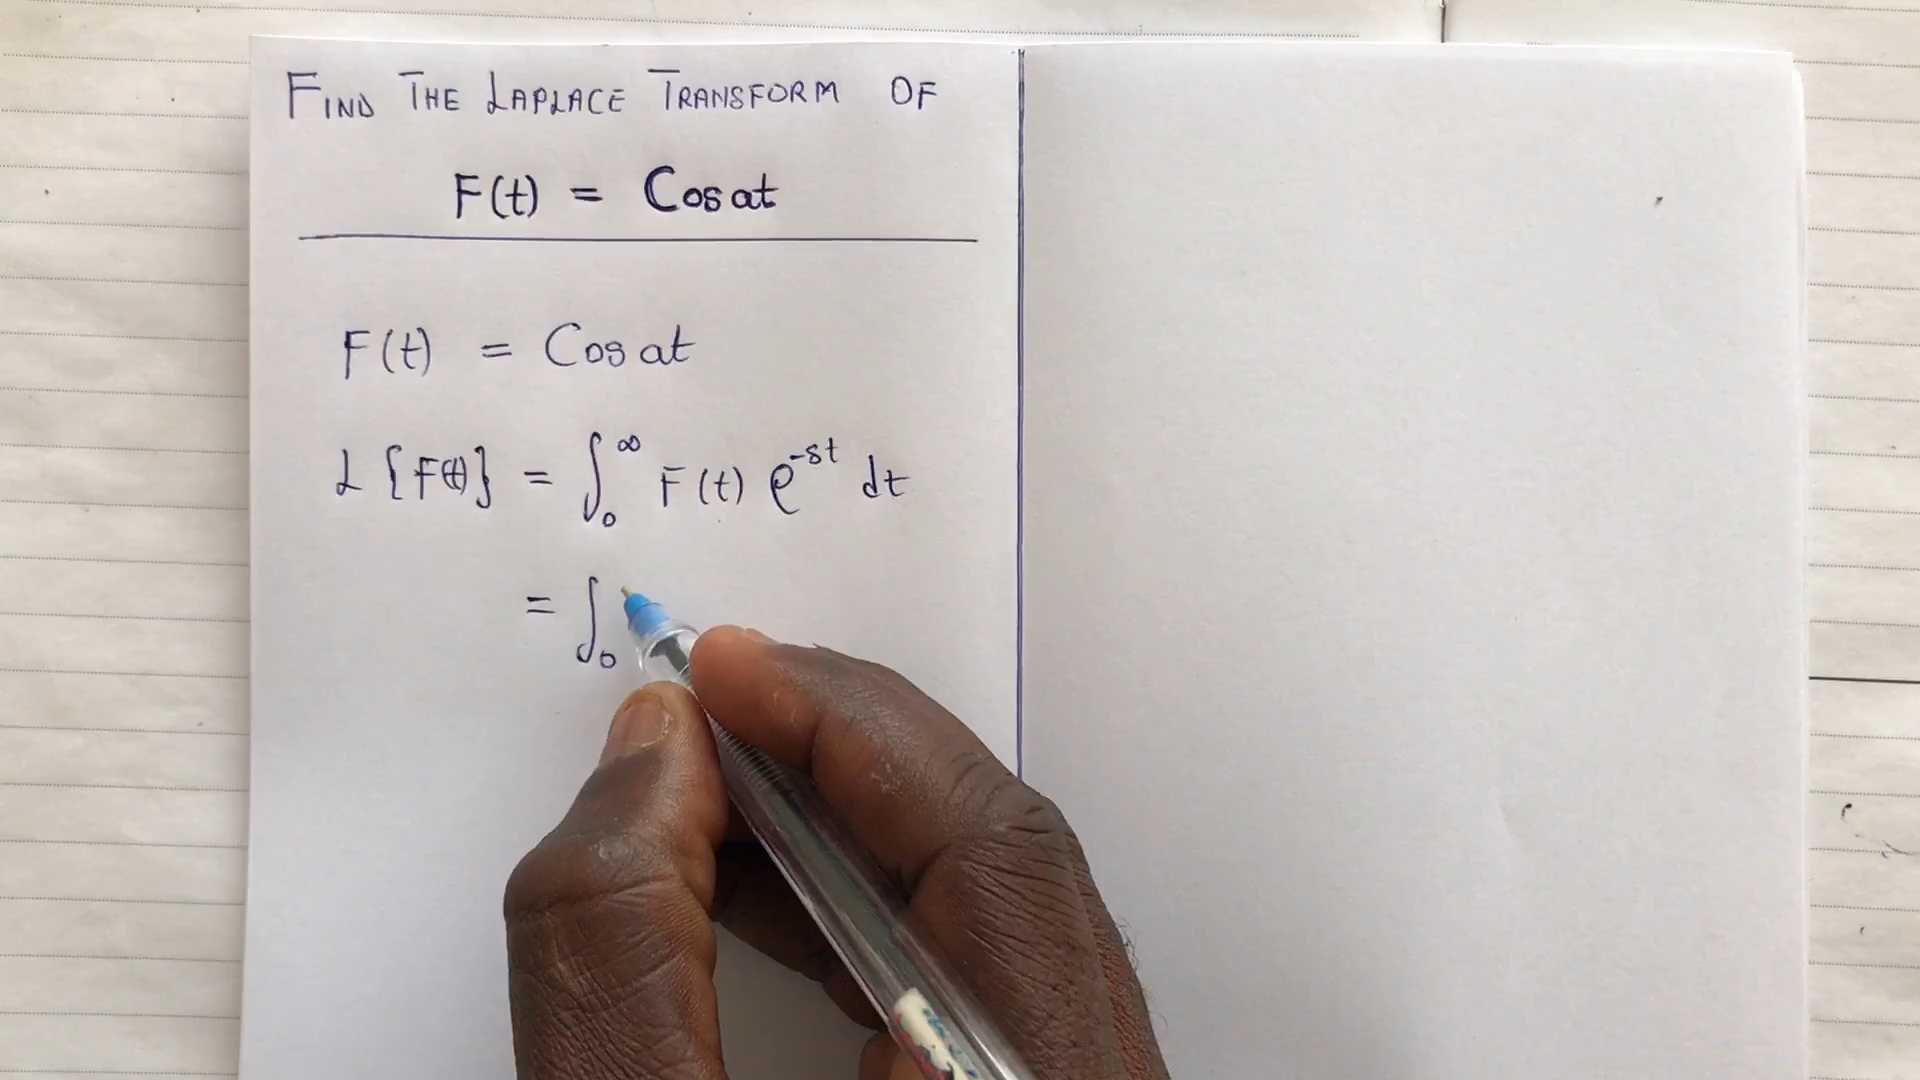 FIND THE LAPLACE TRANSFORM OF
F(t) = Cos at
F(t) = Cos at
L{F(t)} = ∫₀^∞ F(t) e^-st dt
= ∫₀